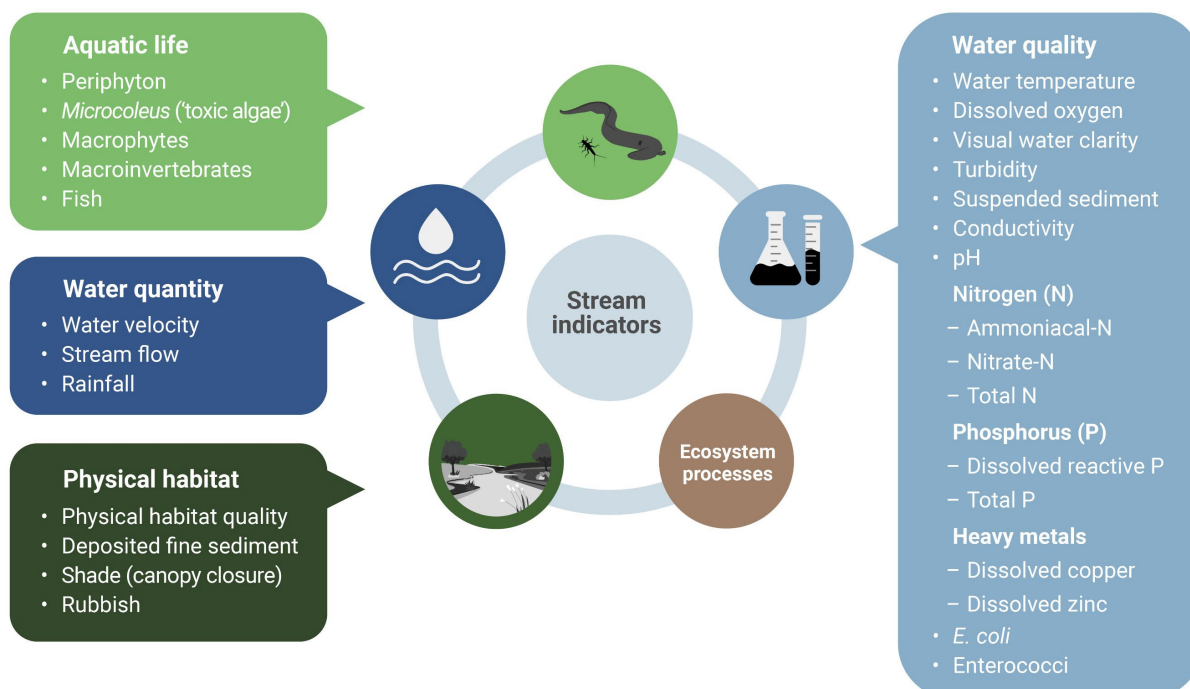 Aquatic life
• Periphyton
• Microcoleus (‘toxic algae’)
• Macrophytes
• Macroinvertebrates
• Fish
Water quantity
• Water velocity
• Stream flow
• Rainfall
Physical habitat
• Physical habitat quality
• Deposited fine sediment
• Shade (canopy closure)
• Rubbish
Stream
indicators
Ecosystem
processes
Water quality
• Water temperature
• Dissolved oxygen
• Visual water clarity
• Turbidity
• Suspended sediment
• Conductivity
• pH
Nitrogen (N)
– Ammoniacal-N
– Nitrate-N
– Total N
Phosphorus (P)
– Dissolved reactive P
– Total P
Heavy metals
– Dissolved copper
– Dissolved zinc
• E. coli
• Enterococci